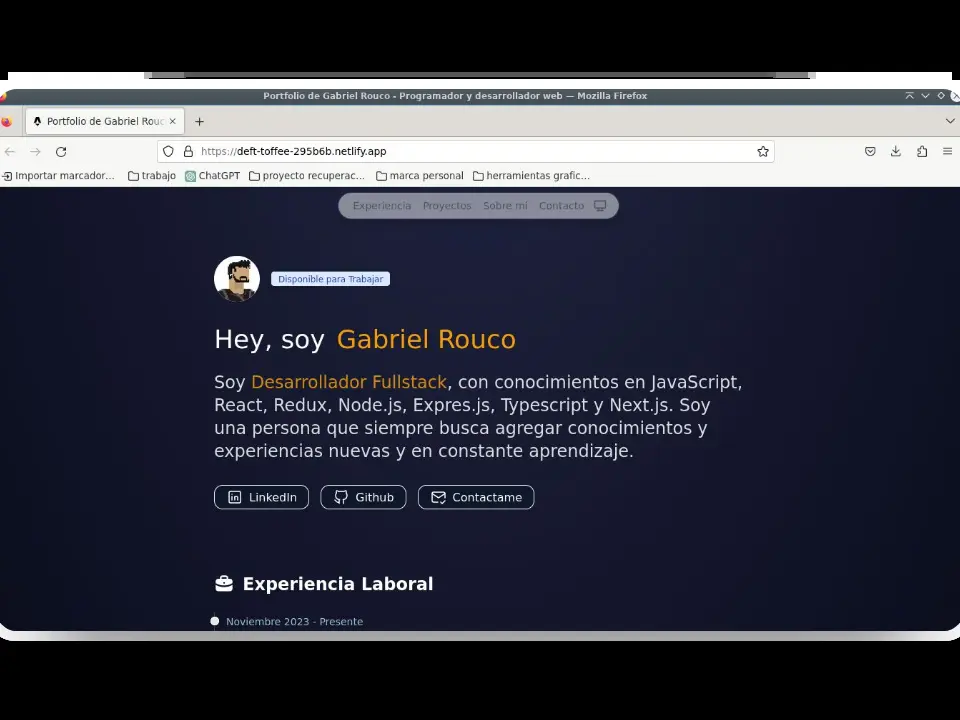 Portfolio de Gabriel Rouco - Programador y desarrollador web — Mozilla Firefox
Portfolio de Gabriel Rouc
https://deft-toffee-295b6b.netlify.app
Importar marcador... trabajo ChatGPT proyecto recuperac... marca personal herramientas grafic...
Experiencia Proyectos Sobre mi Contacto
Disponible para Trabajar
Hey, soy Gabriel Rouco
Soy Desarrollador Fullstack, con conocimientos en JavaScript,
React, Redux, Node.js, Expres.js, Typescript y Next.js. Soy
una persona que siempre busca agregar conocimientos y
experiencias nuevas y en constante aprendizaje.
LinkedIn Github Contactame
Experiencia Laboral
Noviembre 2023 - Presente